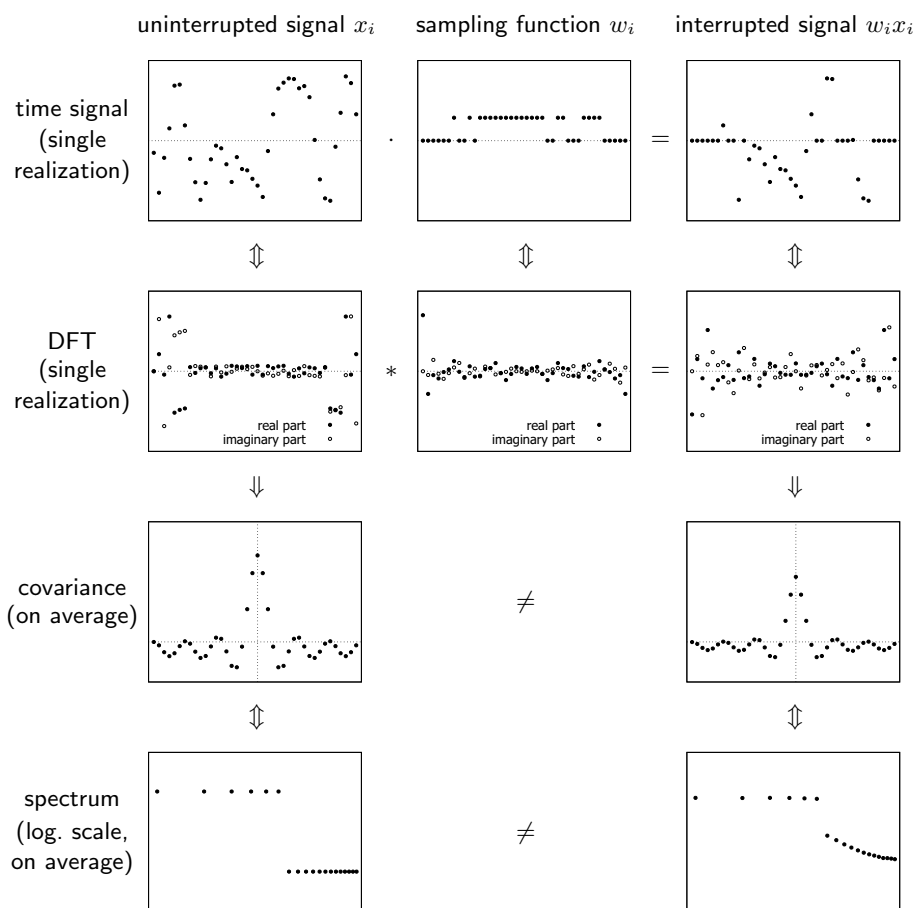 uninterrupted signal x_i
sampling function w_i
interrupted signal w_i x_i
time signal
(single
realization)
·
=
⇕ ⇕ ⇕
DFT
(single
realization)
*
=
real part
imaginary part
real part
imaginary part
real part
imaginary part
⇓ ⇓
covariance
(on average)
≠
⇕ ⇕
spectrum
(log. scale,
on average)
≠